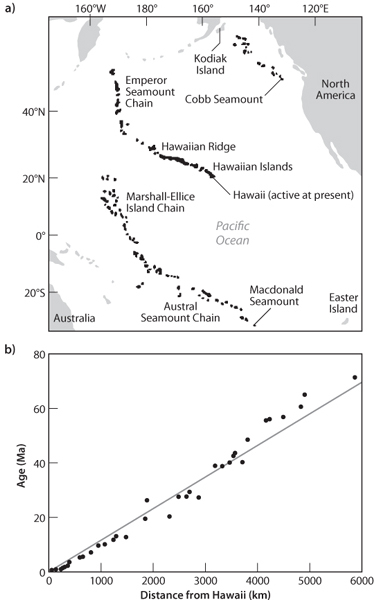 a)
160°W
180°
160°
140°
120°E
Kodiak
Island
Emperor
Seamount
Chain
Cobb Seamount
North
America
40°N
Hawaiian Ridge
Hawaiian Islands
20°N
Hawaii (active at present)
Marshall-Ellice
Island Chain
Pacific
Ocean
0°
20°S
Macdonald
Seamount
Austral
Seamount Chain
Easter
Island
Australia
b)
80
60
40
20
0
Age (Ma)
0
1000
2000
3000
4000
5000
6000
Distance from Hawaii (km)